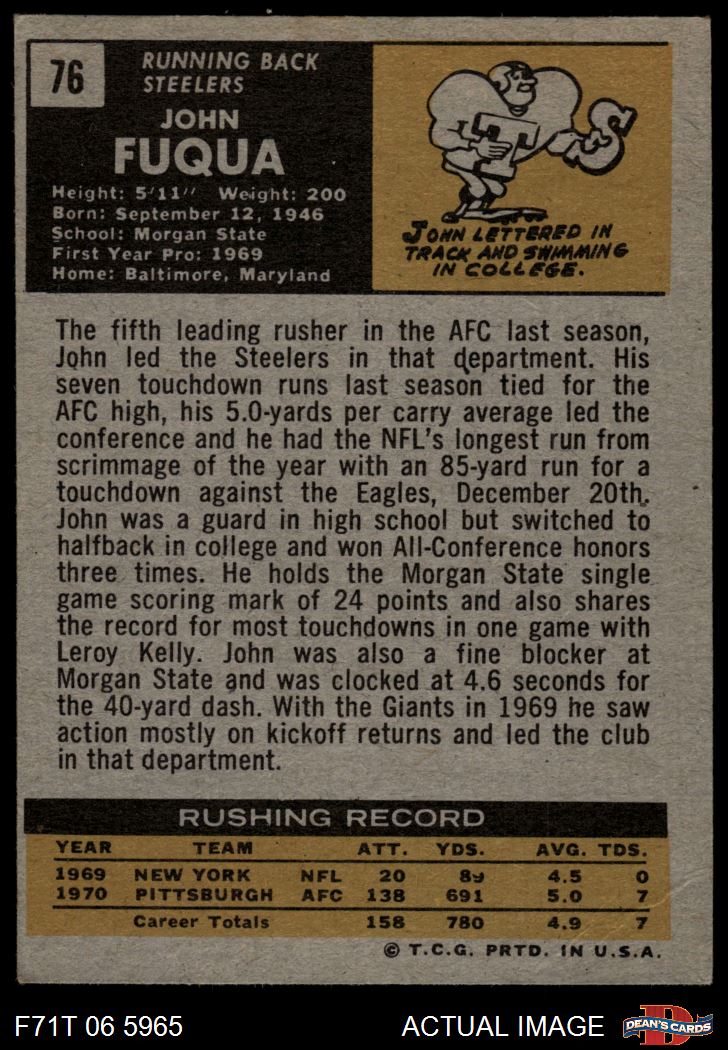 76
RUNNING BACK
STEELERS
JOHN
FUQUA
Height: 5'11" Weight: 200
Born: September 12, 1946
School: Morgan State
First Year Pro: 1969
Home: Baltimore, Maryland
T S
JOHN LETTERED IN
TRACK AND SWIMMING
IN COLLEGE.
The fifth leading rusher in the AFC last season,
John led the Steelers in that department. His
seven touchdown runs last season tied for the
AFC high, his 5.0-yards per carry average led the
conference and he had the NFL's longest run from
scrimmage of the year with an 85-yard run for a
touchdown against the Eagles, December 20th.
John was a guard in high school but switched to
halfback in college and won All-Conference honors
three times. He holds the Morgan State single
game scoring mark of 24 points and also shares
the record for most touchdowns in one game with
Leroy Kelly. John was also a fine blocker at
Morgan State and was clocked at 4.6 seconds for
the 40-yard dash. With the Giants in 1969 he saw
action mostly on kickoff returns and led the club
in that department.
RUSHING RECORD
YEAR TEAM ATT. YDS. AVG. TDS.
1969 NEW YORK NFL 20 89 4.5 0
1970 PITTSBURGH AFC 138 691 5.0 7
Career Totals 158 780 4.9 7
© T.C.G. PRTD. IN U.S.A.
F71T 06 5965 ACTUAL IMAGE D DEAN'S CARDS